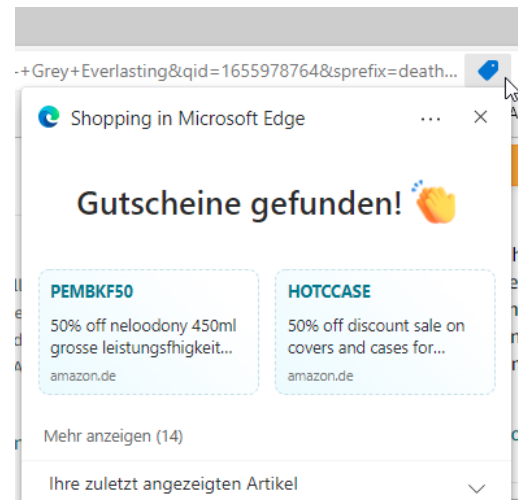 +Grey+Everlasting&qid=1655978764&sprefix=death...
Shopping in Microsoft Edge
Gutscheine gefunden!
PEMBKF50
50% off neloodony 450ml
grosse leistungsfhigkeit...
amazon.de
HOTCCASE
50% off discount sale on
covers and cases for...
amazon.de
Mehr anzeigen (14)
Ihre zuletzt angezeigten Artikel